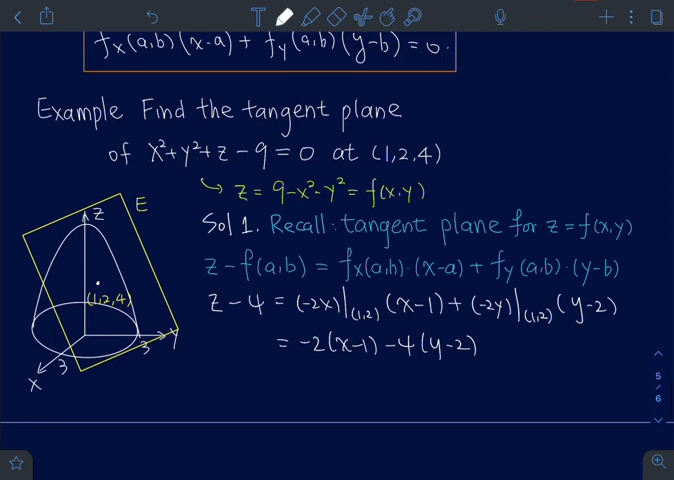 fx(a,b)(x-a) + fy(a,b)(y-b) = 0.
Example Find the tangent plane
of x²+y²+z-9=0 at (1,2,4)
↳ z = 9-x²-y² = f(x,y)
Sol 1. Recall: tangent plane for z=f(x,y)
z-f(a,b) = fx(a,b)·(x-a) + fy(a,b)·(y-b)
z-4 = (-2x)|(1,2) (x-1) + (-2y)|(1,2) (y-2)
= -2(x-1) -4(y-2)
E
z
(1,2,4)
y
3
3
x
T
5
/
6